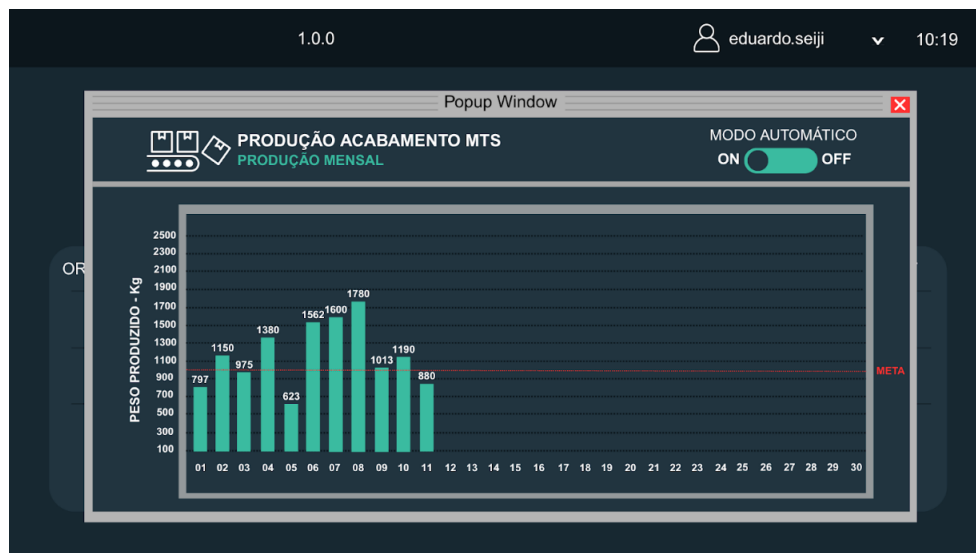 1.0.0
eduardo.seiji
10:19
Popup Window
PRODUÇÃO ACABAMENTO MTS
PRODUÇÃO MENSAL
MODO AUTOMÁTICO
ON OFF
OR
PESO PRODUZIDO - Kg
2500
2300
2100
1900
1700
1500
1300
1100
900
700
500
300
100
797
1150
975
1380
623
1562
1600
1780
1013
1190
880
META
01 02 03 04 05 06 07 08 09 10 11 12 13 14 15 16 17 18 19 20 21 22 23 24 25 26 27 28 29 30